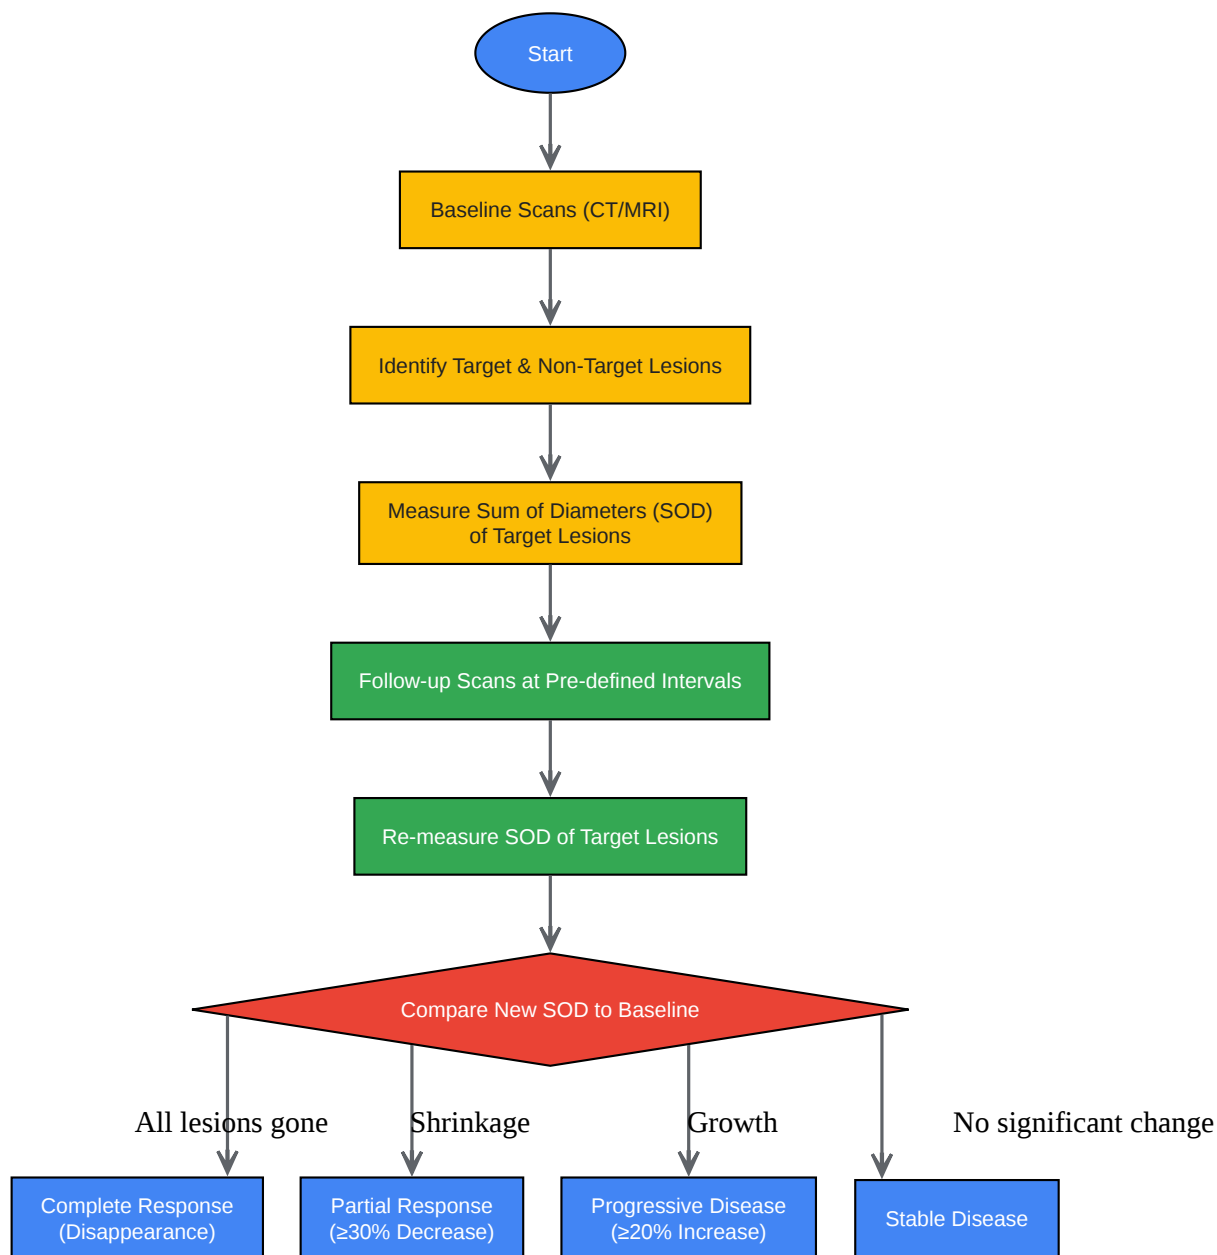 Start
Baseline Scans (CT/MRI)
Identify Target & Non-Target Lesions
Measure Sum of Diameters (SOD)
of Target Lesions
Follow-up Scans at Pre-defined Intervals
Re-measure SOD of Target Lesions
Compare New SOD to Baseline
All lesions gone
Shrinkage
Growth
No significant change
Complete Response
(Disappearance)
Partial Response
(≥30% Decrease)
Progressive Disease
(≥20% Increase)
Stable Disease